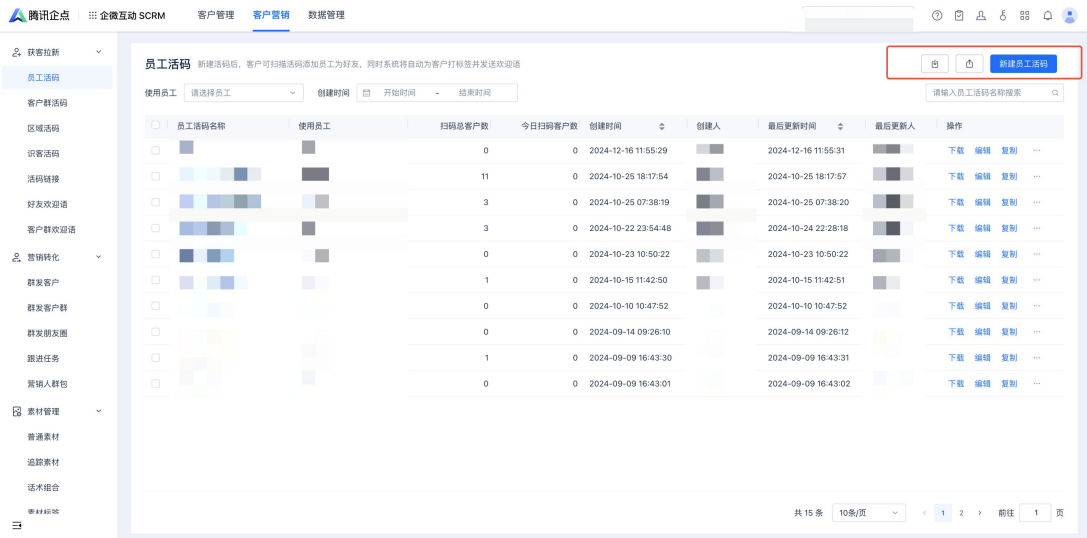 腾讯企点 企微互动 SCRM 客户管理 客户营销 数据管理
获客拉新
员工活码
客户群活码
区域活码
识客活码
活码链接
好友欢迎语
客户群欢迎语
营销转化
群发客户
群发客户群
群发朋友圈
跟进任务
营销人群包
素材管理
普通素材
追踪素材
话术组合
素材标签
员工活码 新建活码后，客户可扫描活码添加员工为好友，同时系统将自动为客户打标签并发送欢迎语 新建员工活码
使用员工 请选择员工 创建时间 开始时间 - 结束时间 请输入员工活码名称搜索
员工活码名称 使用员工 扫码总客户数 今日扫码客户数 创建时间 创建人 最后更新时间 最后更新人 操作
0 0 2024-12-16 11:55:29 2024-12-16 11:55:31 下载 编辑 复制 ...
11 0 2024-10-25 18:17:54 2024-10-25 18:17:57 下载 编辑 复制 ...
3 0 2024-10-25 07:38:19 2024-10-25 07:38:20 下载 编辑 复制 ...
3 0 2024-10-22 23:54:48 2024-10-24 22:28:18 下载 编辑 复制 ...
0 0 2024-10-23 10:50:22 2024-10-23 10:50:22 下载 编辑 复制 ...
1 0 2024-10-15 11:42:50 2024-10-15 11:42:51 下载 编辑 复制 ...
0 0 2024-10-10 10:47:52 2024-10-10 10:47:52 下载 编辑 复制 ...
0 0 2024-09-14 09:26:10 2024-09-14 09:26:12 下载 编辑 复制 ...
1 0 2024-09-09 16:43:30 2024-09-09 16:43:31 下载 编辑 复制 ...
0 0 2024-09-09 16:43:01 2024-09-09 16:43:02 下载 编辑 复制 ...
共 15 条 10条/页 1 2 前往 1 页